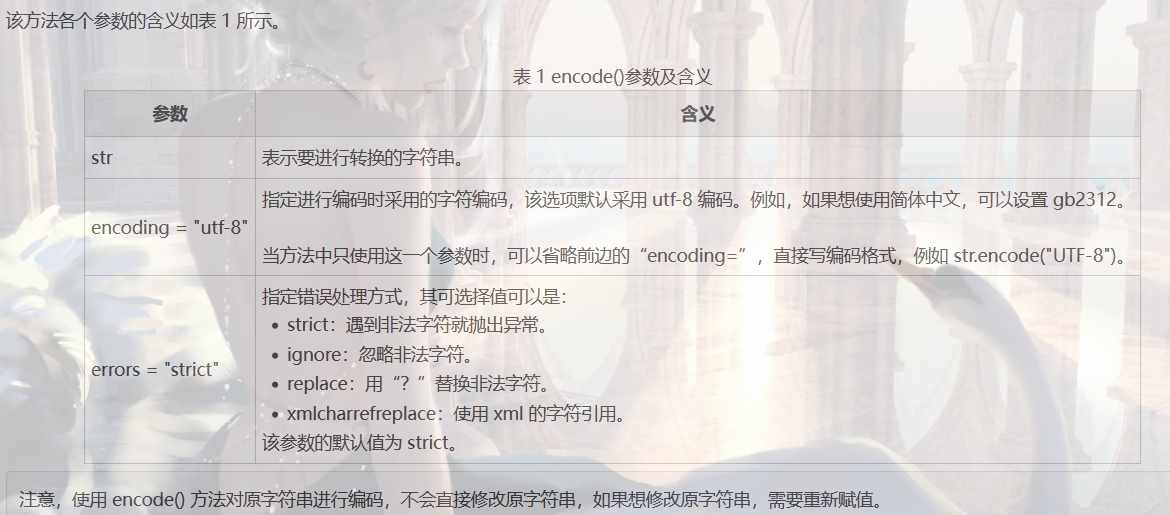 该方法各个参数的含义如表 1 所示。
表 1 encode()参数及含义
参数
含义
str
表示要进行转换的字符串。
encoding = "utf-8"
指定进行编码时采用的字符编码，该选项默认采用 utf-8 编码。例如，如果想使用简体中文，可以设置 gb2312。
当方法中只使用这一个参数时，可以省略前边的“encoding=”，直接写编码格式，例如 str.encode("UTF-8")。
errors = "strict"
指定错误处理方式，其可选择值可以是：
• strict：遇到非法字符就抛出异常。
• ignore：忽略非法字符。
• replace：用“？”替换非法字符。
• xmlcharrefreplace：使用 xml 的字符引用。
该参数的默认值为 strict。
注意，使用 encode() 方法对原字符串进行编码，不会直接修改原字符串，如果想修改原字符串，需要重新赋值。